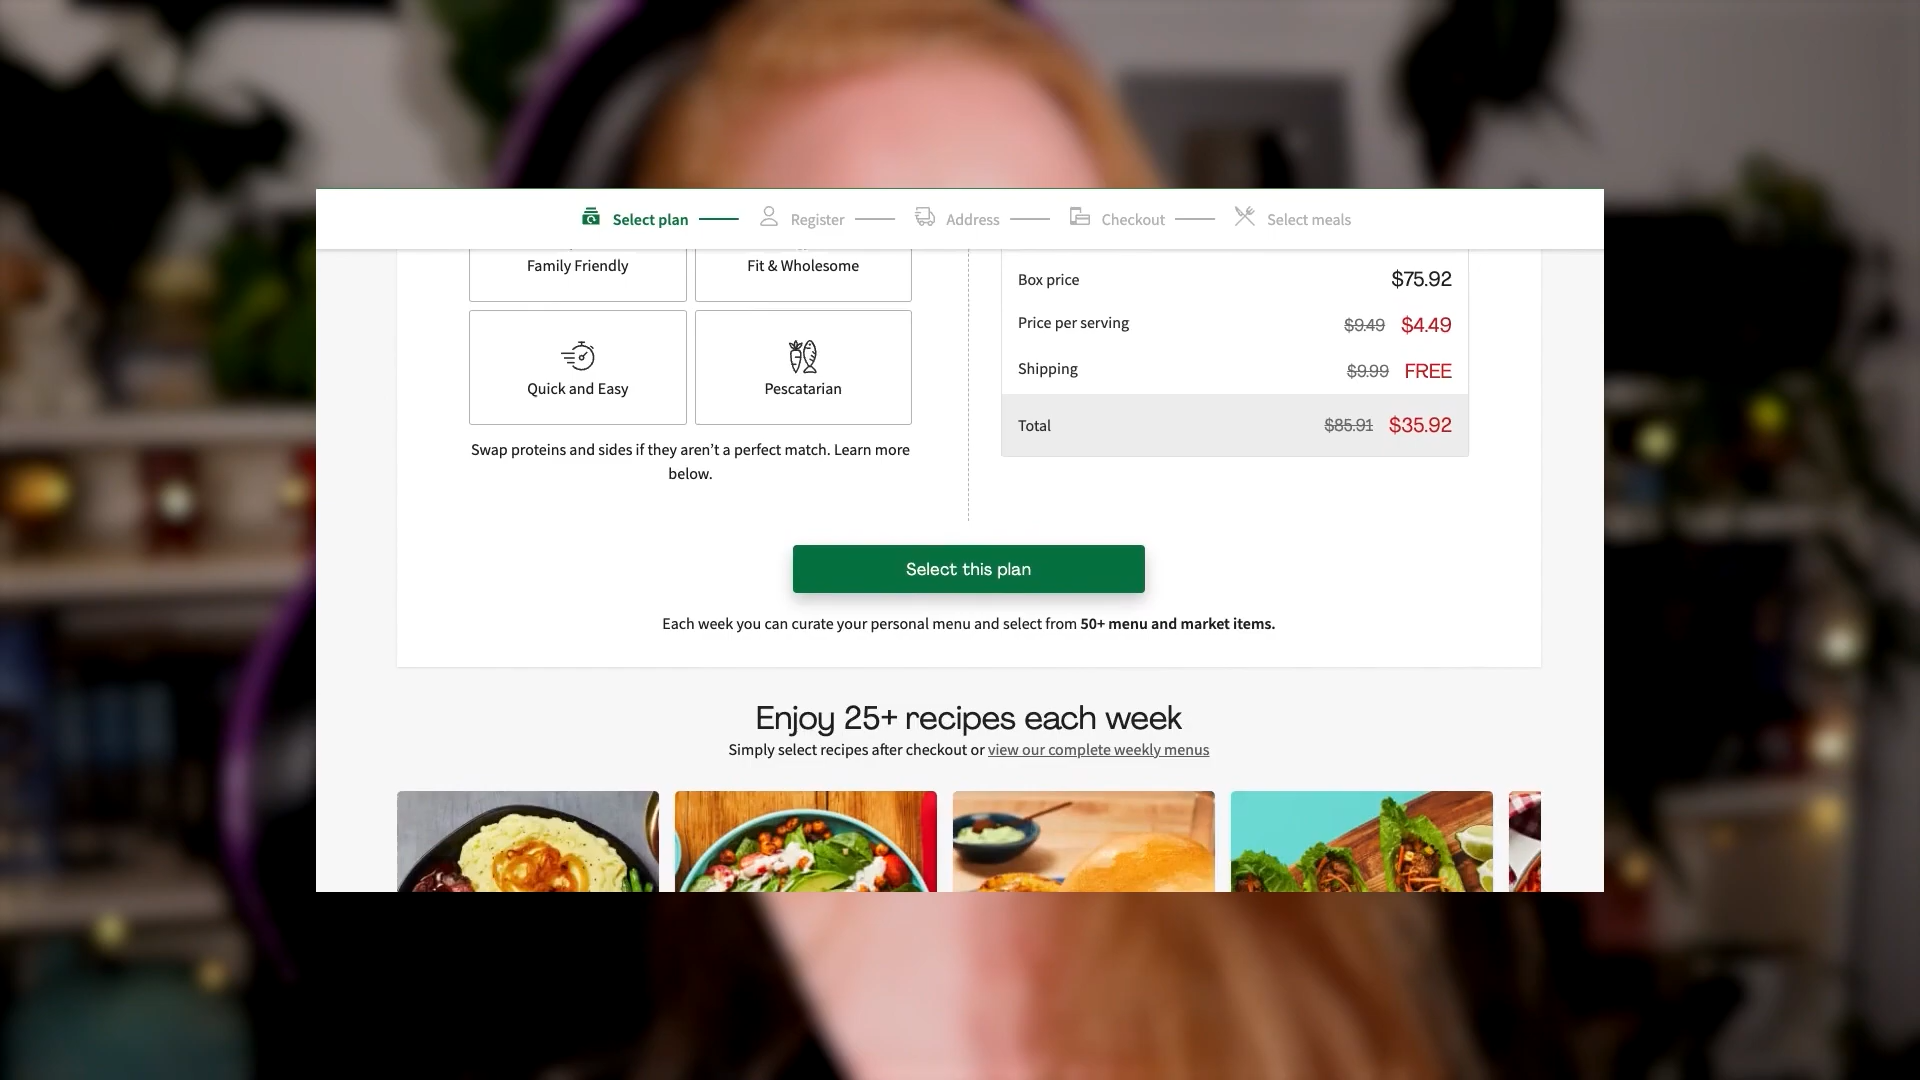 Select plan
Register
Address
Checkout
Select meals
Family Friendly
Fit & Wholesome
Quick and Easy
Pescatarian
Swap proteins and sides if they aren't a perfect match. Learn more
below.
Box price
$75.92
Price per serving
$9.49 $4.49
Shipping
$9.99 FREE
Total
$85.91 $35.92
Select this plan
Each week you can curate your personal menu and select from 50+ menu and market items.
Enjoy 25+ recipes each week
Simply select recipes after checkout or view our complete weekly menus